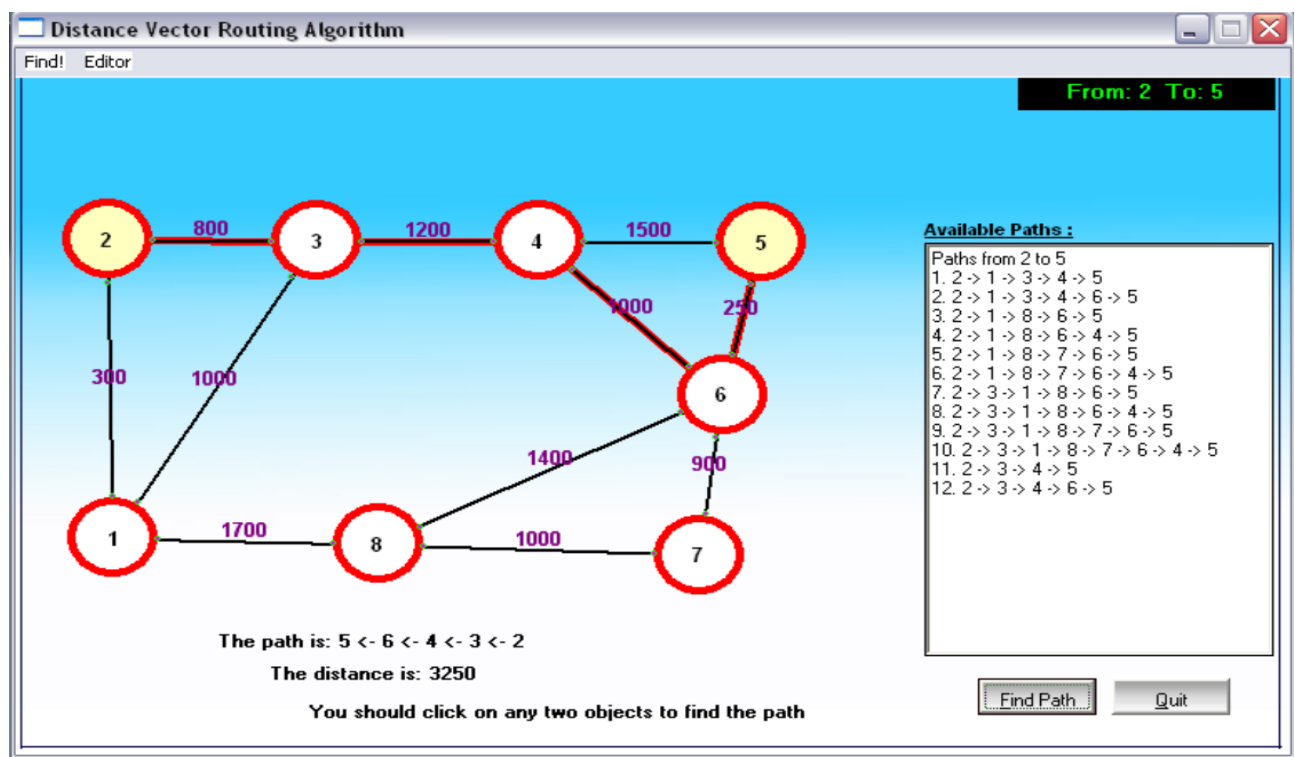 Distance Vector Routing Algorithm
Find! Editor
From: 2 To: 5
800
1200
1500
2
3
4
5
Available Paths :
Paths from 2 to 5
1. 2 -> 1 -> 3 -> 4 -> 5
2. 2 -> 1 -> 3 -> 4 -> 6 -> 5
3. 2 -> 1 -> 8 -> 6 -> 5
4. 2 -> 1 -> 8 -> 6 -> 4 -> 5
5. 2 -> 1 -> 8 -> 7 -> 6 -> 5
6. 2 -> 1 -> 8 -> 7 -> 6 -> 4 -> 5
7. 2 -> 3 -> 1 -> 8 -> 6 -> 5
8. 2 -> 3 -> 1 -> 8 -> 6 -> 4 -> 5
9. 2 -> 3 -> 1 -> 8 -> 7 -> 6 -> 5
10. 2 -> 3 -> 1 -> 8 -> 7 -> 6 -> 4 -> 5
11. 2 -> 3 -> 4 -> 5
12. 2 -> 3 -> 4 -> 6 -> 5
1000
250
300
1000
6
1400
900
1
1700
8
1000
7
The path is: 5 <- 6 <- 4 <- 3 <- 2
The distance is: 3250
You should click on any two objects to find the path
Find Path
Quit